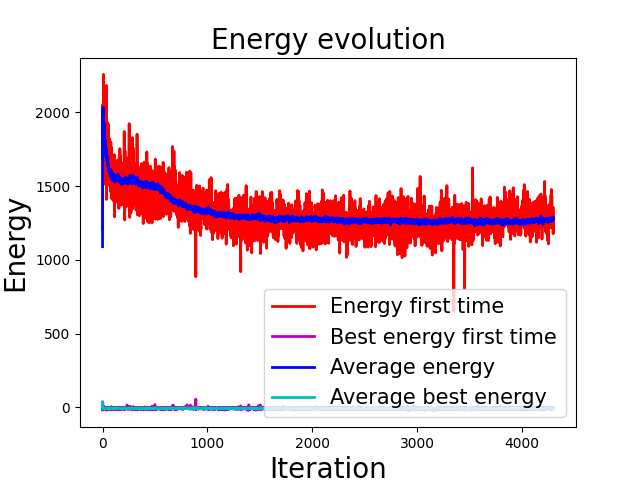 Energy evolution
Energy
2000
1500
1000
500
0
Energy first time
Best energy first time
Average energy
Average best energy
0 1000 2000 3000 4000
Iteration